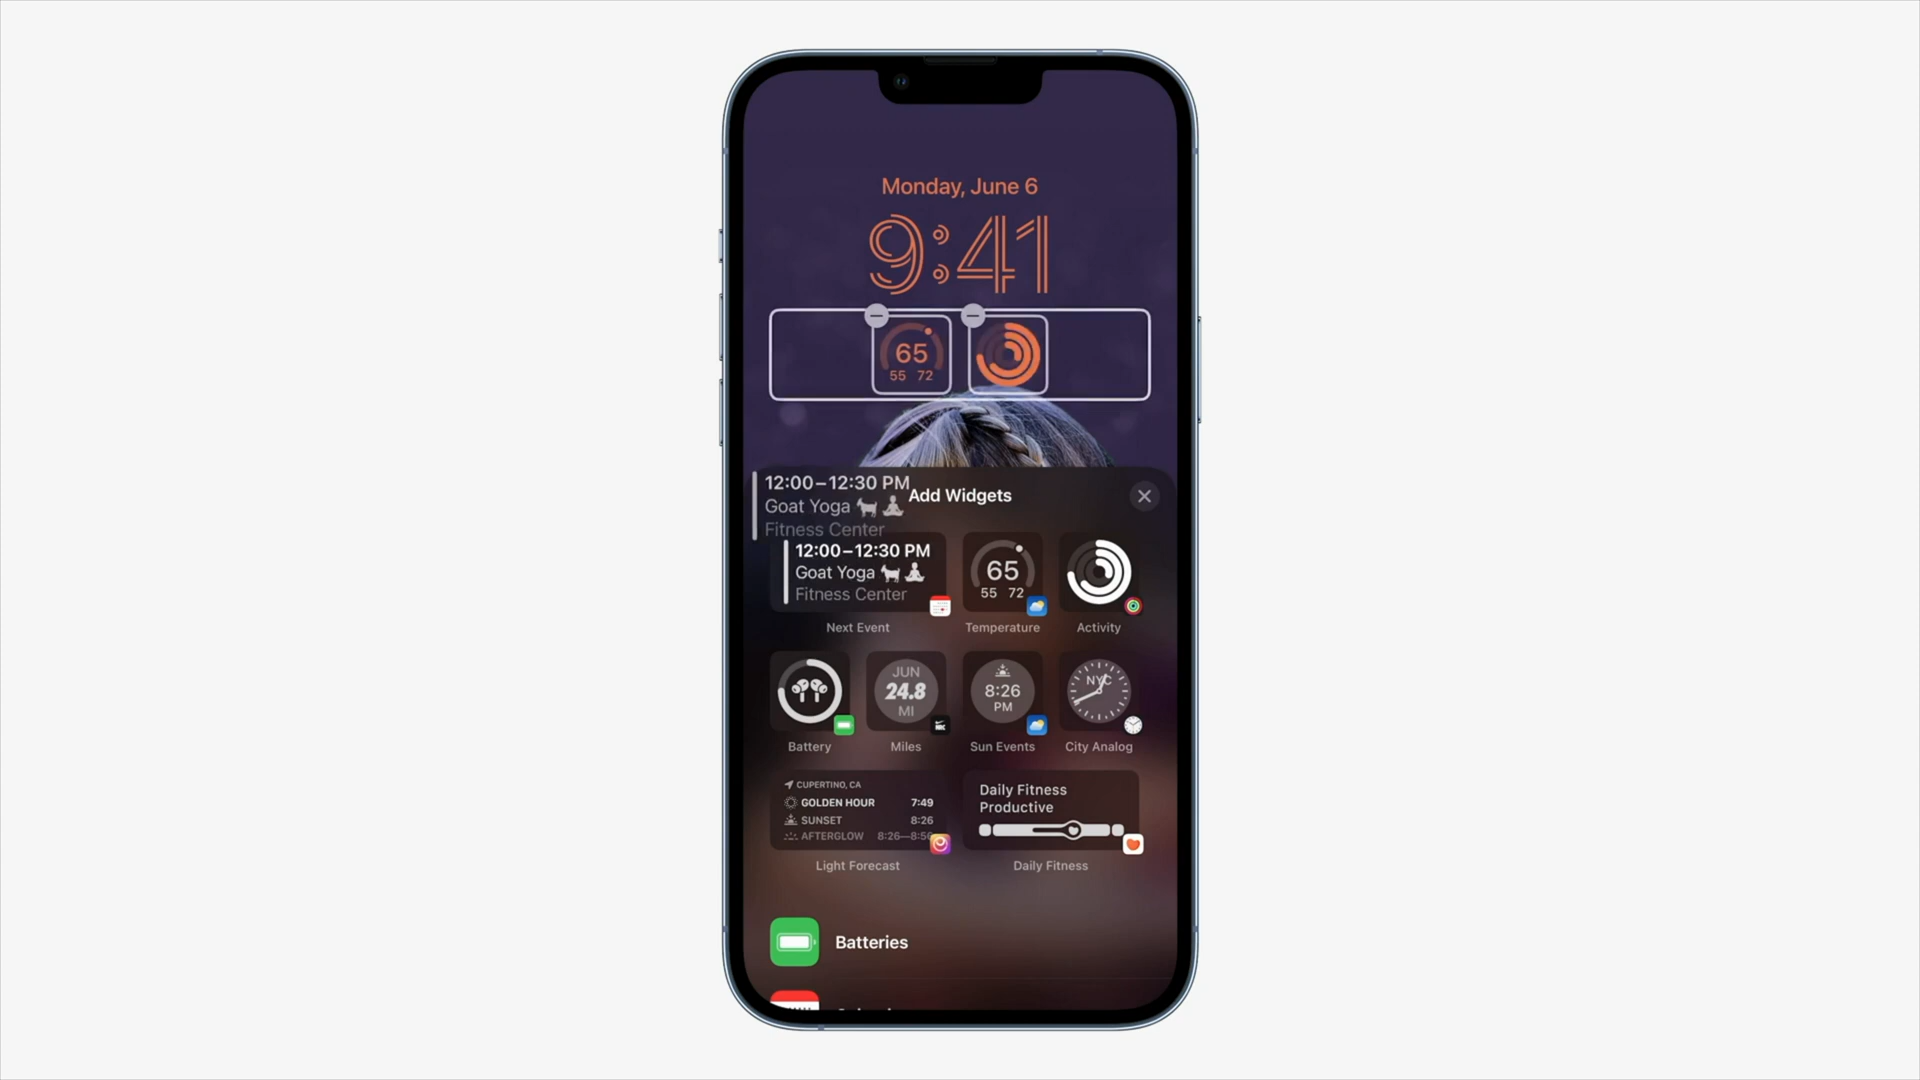 Monday, June 6
9:41
65
55 72
12:00–12:30 PM
Goat Yoga
Fitness Center
Add Widgets
12:00–12:30 PM
Goat Yoga
Fitness Center
Next Event
65
55 72
Temperature
Activity
Battery
JUN
24.8
MI
NRC
Miles
8:26
PM
Sun Events
NYC
City Analog
CUPERTINO, CA
GOLDEN HOUR 7:49
SUNSET 8:26
AFTERGLOW 8:26—8:56
Light Forecast
Daily Fitness
Productive
Daily Fitness
Batteries